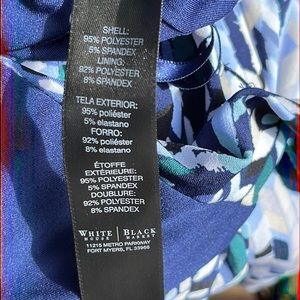 SHELL:
95% POLYESTER
5% SPANDEX
LINING:
92% POLYESTER
8% SPANDEX
TELA EXTERIOR:
95% poliéster
5% elastano
FORRO:
92% poliéster
8% elastano
ÉTOFFE
EXTÉRIEURE:
95% POLYESTER
5% SPANDEX
DOUBLURE:
92% POLYESTER
8% SPANDEX
WHITE | BLACK
HOUSE | MARKET
11215 METRO PARKWAY
FORT MYERS, FL 33966